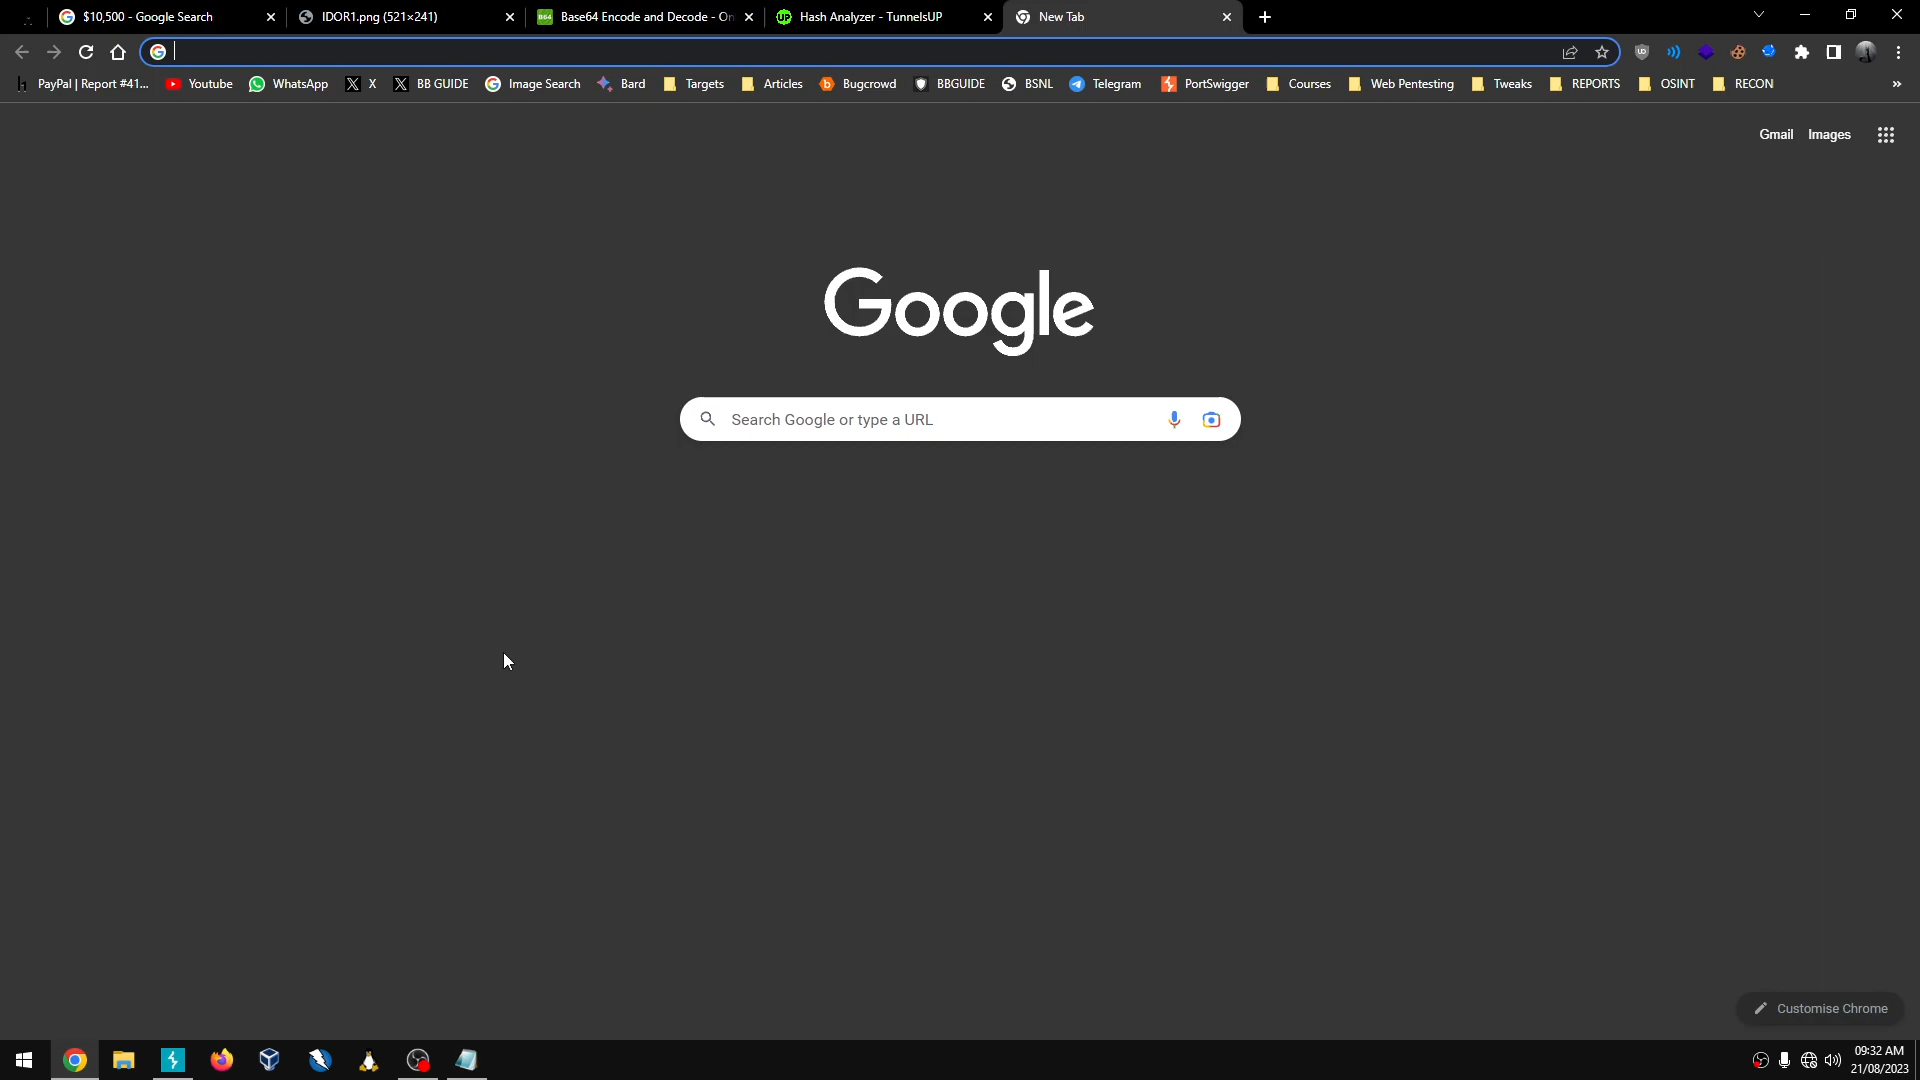 $10,500 - Google Search
IDOR1.png (521×241)
Base64 Encode and Decode - On
Hash Analyzer - TunnelsUP
New Tab
PayPal | Report #41...
Youtube
WhatsApp
X
BB GUIDE
Image Search
Bard
Targets
Articles
Bugcrowd
BBGUIDE
BSNL
Telegram
PortSwigger
Courses
Web Pentesting
Tweaks
REPORTS
OSINT
RECON
»
Gmail Images
Google
Search Google or type a URL
Customise Chrome
09:32 AM
21/08/2023